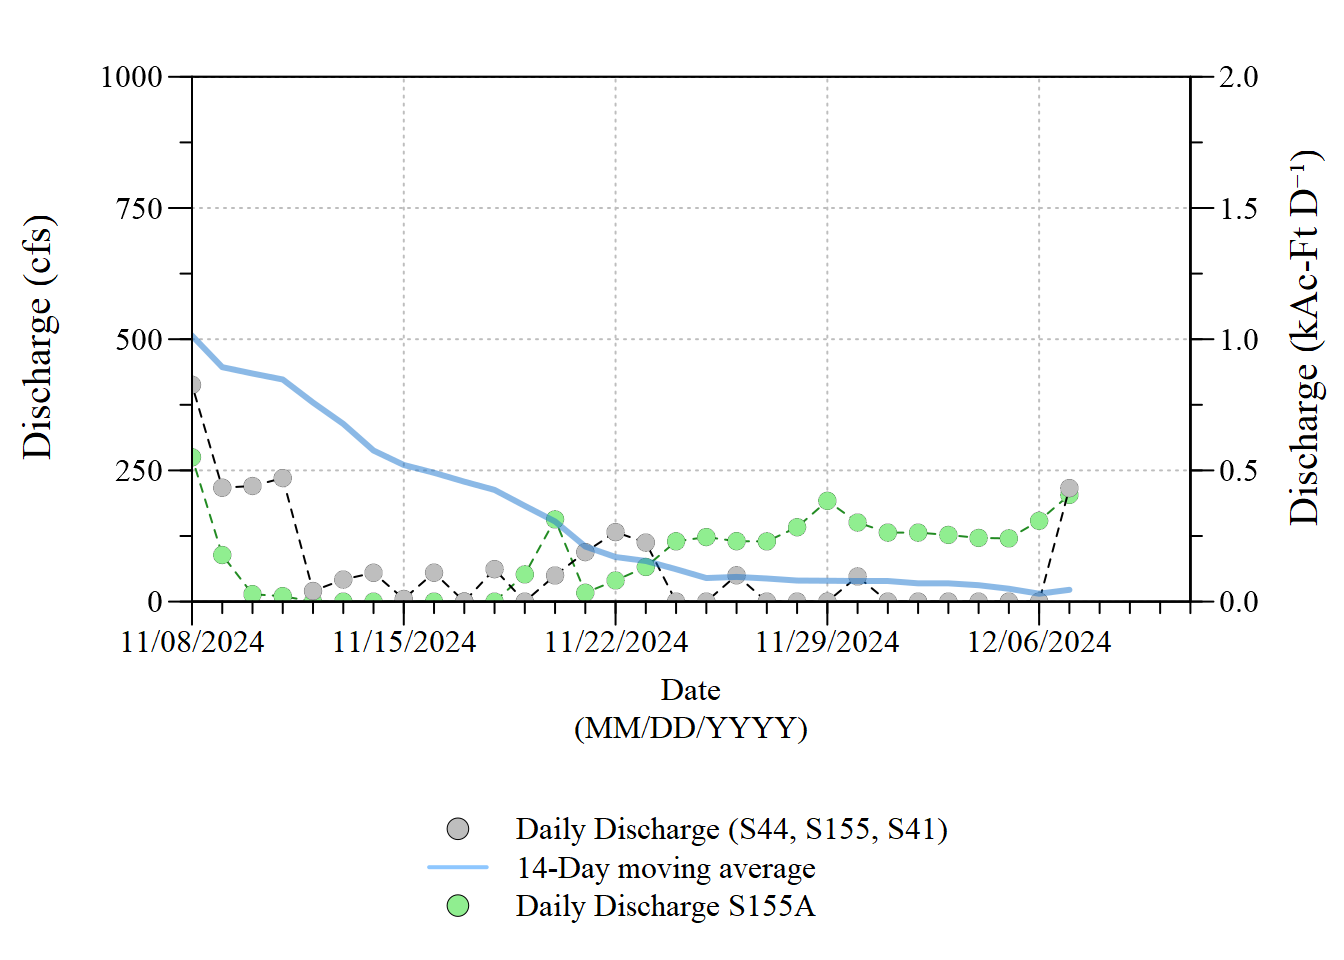 1000
750
500
250
0
Discharge (cfs)
2.0
1.5
1.0
0.5
0.0
Discharge (kAc-Ft D⁻¹)
11/08/2024 11/15/2024 11/22/2024 11/29/2024 12/06/2024
Date
(MM/DD/YYYY)
Daily Discharge (S44, S155, S41)
14-Day moving average
Daily Discharge S155A